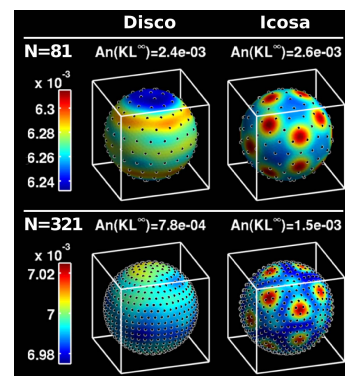 Disco Icosa
N=81 An(KL∞)=2.4e-03 An(KL∞)=2.6e-03
x 10⁻³
6.3
6.28
6.26
6.24
N=321 An(KL∞)=7.8e-04 An(KL∞)=1.5e-03
x 10⁻³
7.02
7
6.98